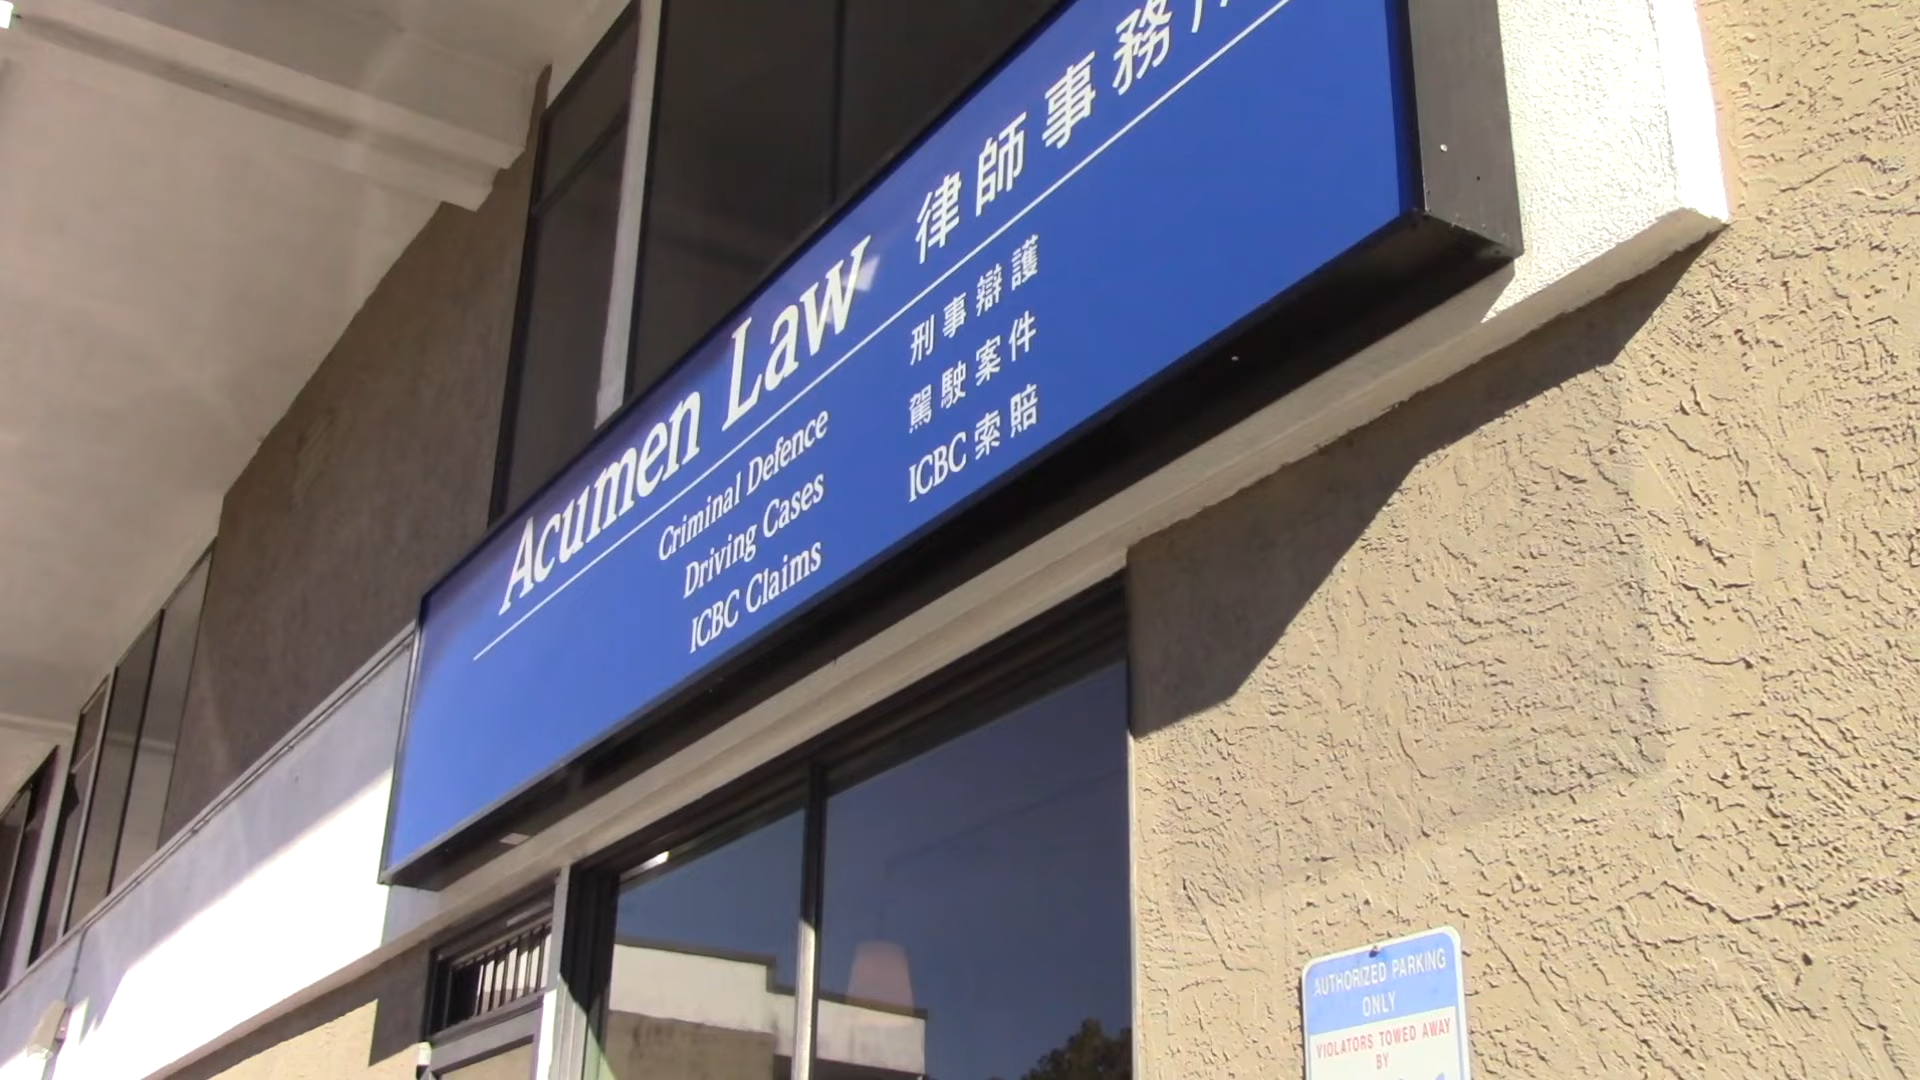 Acumen Law 律師事務
Criminal Defence
Driving Cases
ICBC Claims
刑事辯護
駕駛案件
ICBC 索賠
AUTHORIZED PARKING
ONLY
VIOLATORS TOWED AWAY
BY